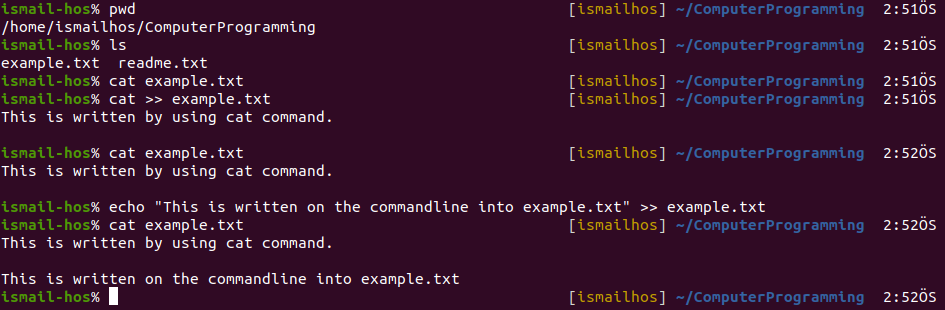 ismail-hos% pwd [ismailhos] ~/ComputerProgramming 2:51ÖS
/home/ismailhos/ComputerProgramming
ismail-hos% ls [ismailhos] ~/ComputerProgramming 2:51ÖS
example.txt readme.txt
ismail-hos% cat example.txt [ismailhos] ~/ComputerProgramming 2:51ÖS
ismail-hos% cat >> example.txt [ismailhos] ~/ComputerProgramming 2:51ÖS
This is written by using cat command.
ismail-hos% cat example.txt [ismailhos] ~/ComputerProgramming 2:52ÖS
This is written by using cat command.
ismail-hos% echo "This is written on the commandline into example.txt" >> example.txt
ismail-hos% cat example.txt [ismailhos] ~/ComputerProgramming 2:52ÖS
This is written by using cat command.
This is written on the commandline into example.txt
ismail-hos% [ismailhos] ~/ComputerProgramming 2:52ÖS